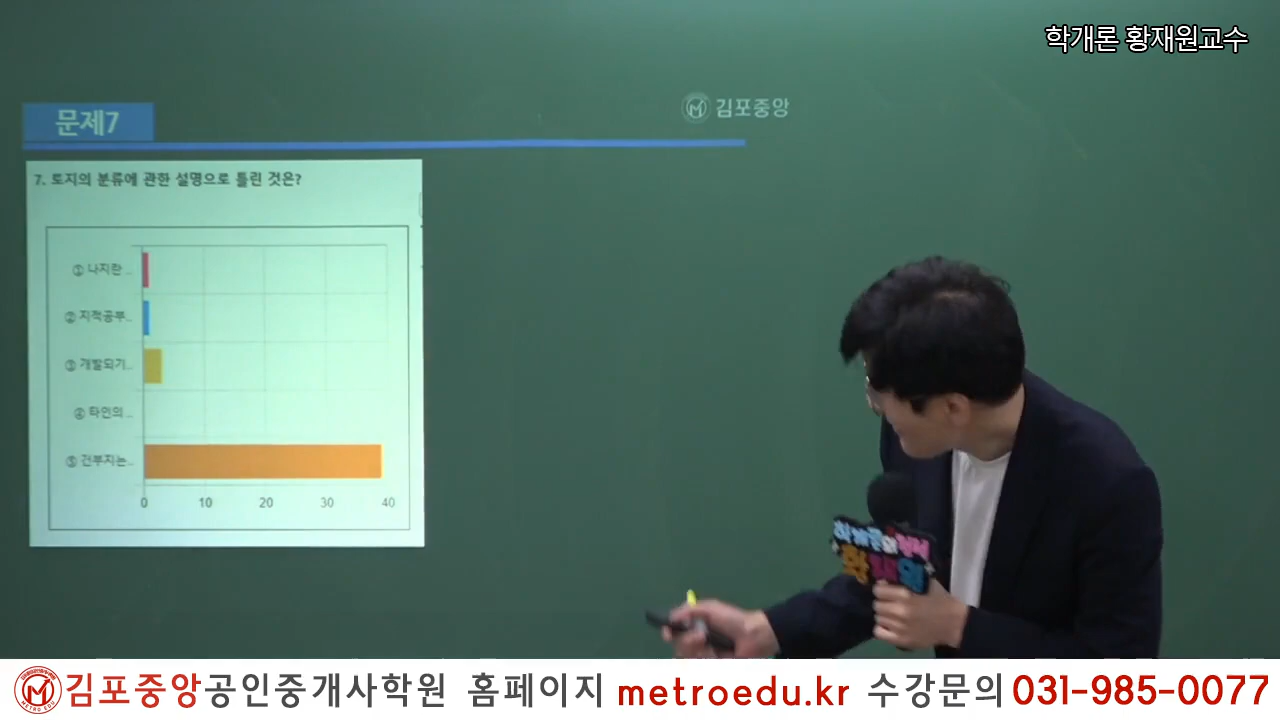 학개론 황재원교수
문제7
김포중앙
7. 토지의 분류에 관한 설명으로 틀린 것은?
① 나지란 ...
② 지적공부...
③ 개발되기...
④ 타인의 ...
⑤ 건부지는...
0 10 20 30 40
김포중앙공인중개사학원 홈페이지 metroedu.kr 수강문의 031-985-0077